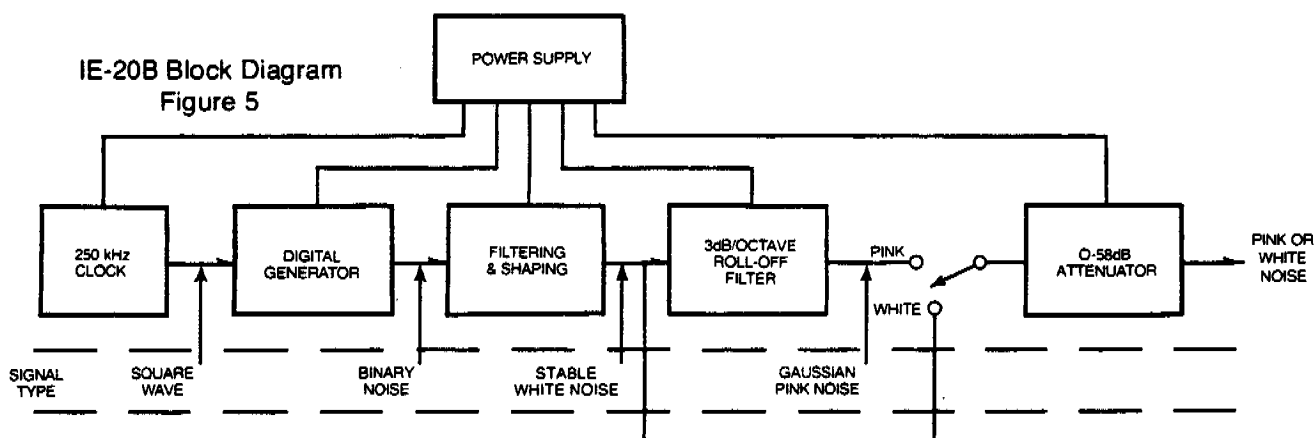 IE-20B Block Diagram
Figure 5
POWER SUPPLY
250 kHz
CLOCK
DIGITAL
GENERATOR
FILTERING
& SHAPING
3dB/OCTAVE
ROLL-OFF
FILTER
PINK
WHITE
O-58dB
ATTENUATOR
PINK OR
WHITE
NOISE
SIGNAL
TYPE
SQUARE
WAVE
BINARY
NOISE
STABLE
WHITE NOISE
GAUSSIAN
PINK NOISE